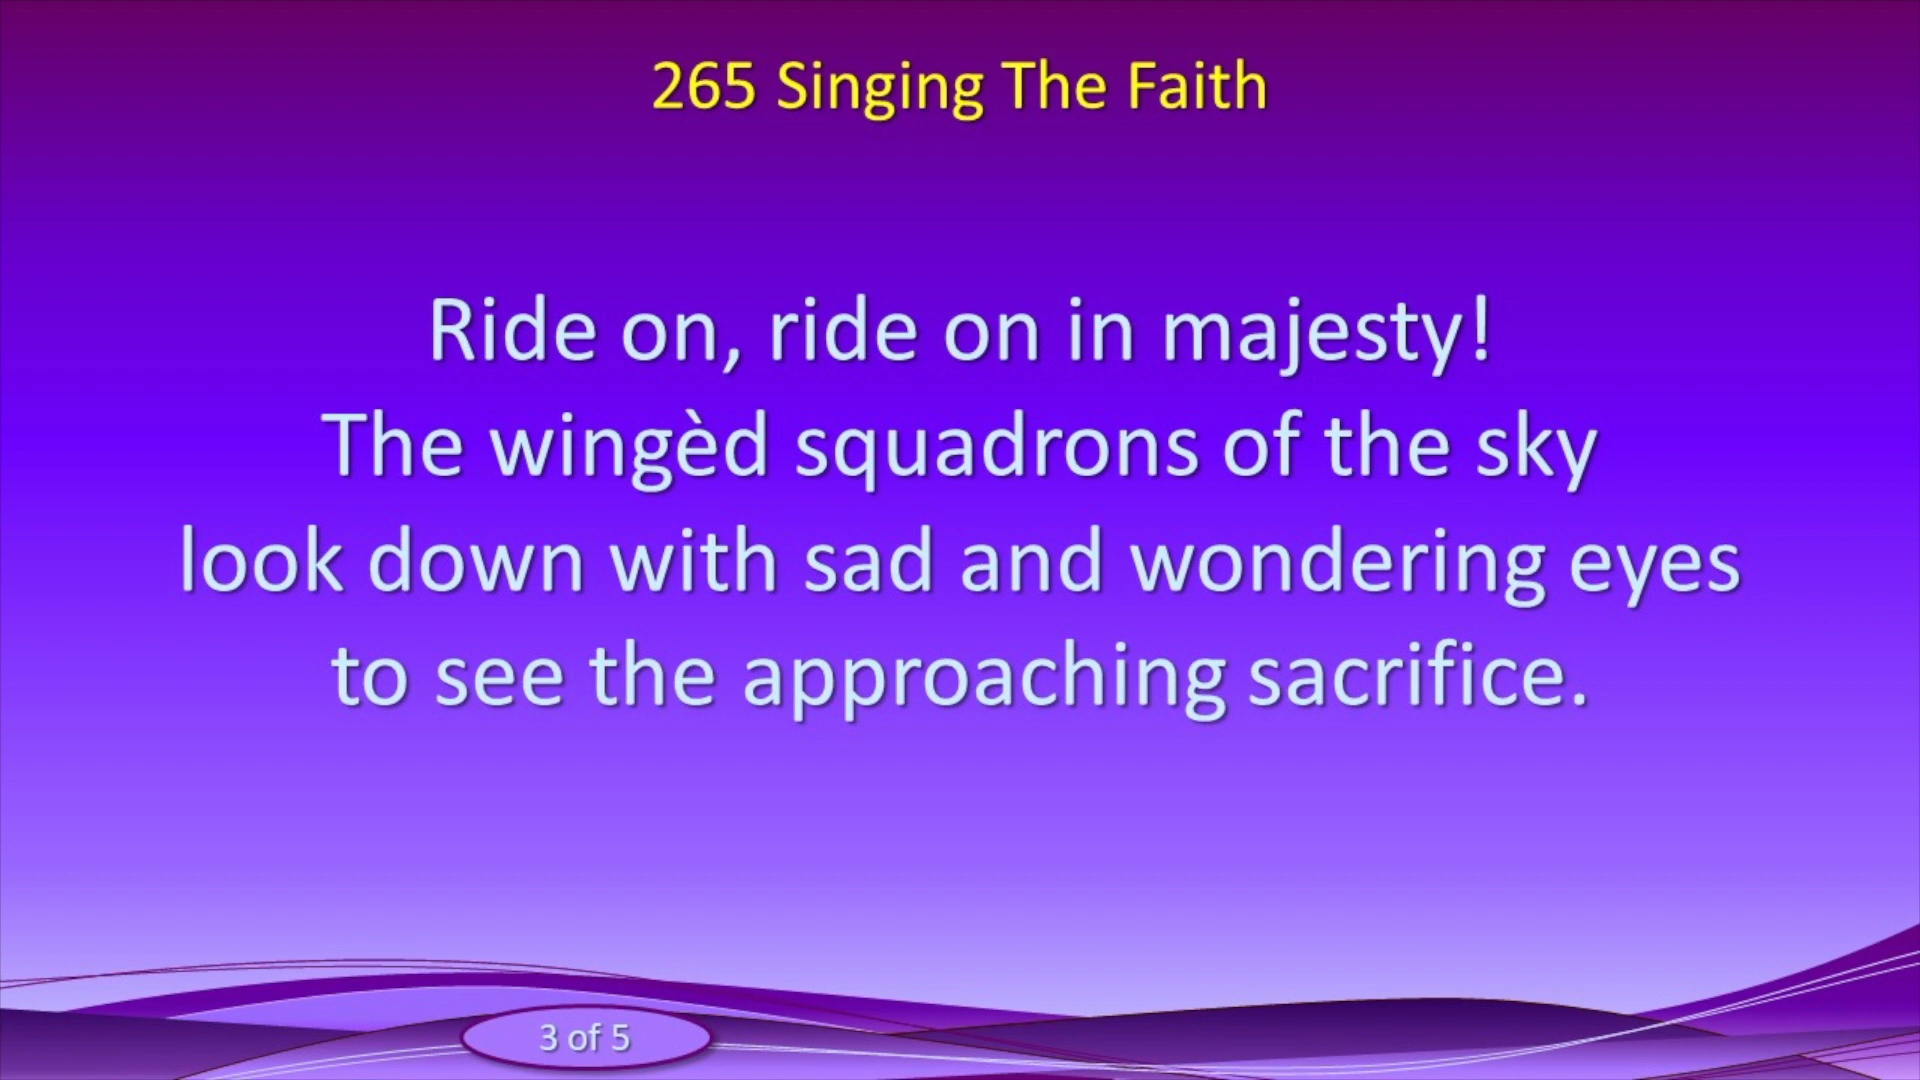 265 Singing The Faith
Ride on, ride on in majesty!
The wingèd squadrons of the sky
look down with sad and wondering eyes
to see the approaching sacrifice.
3 of 5